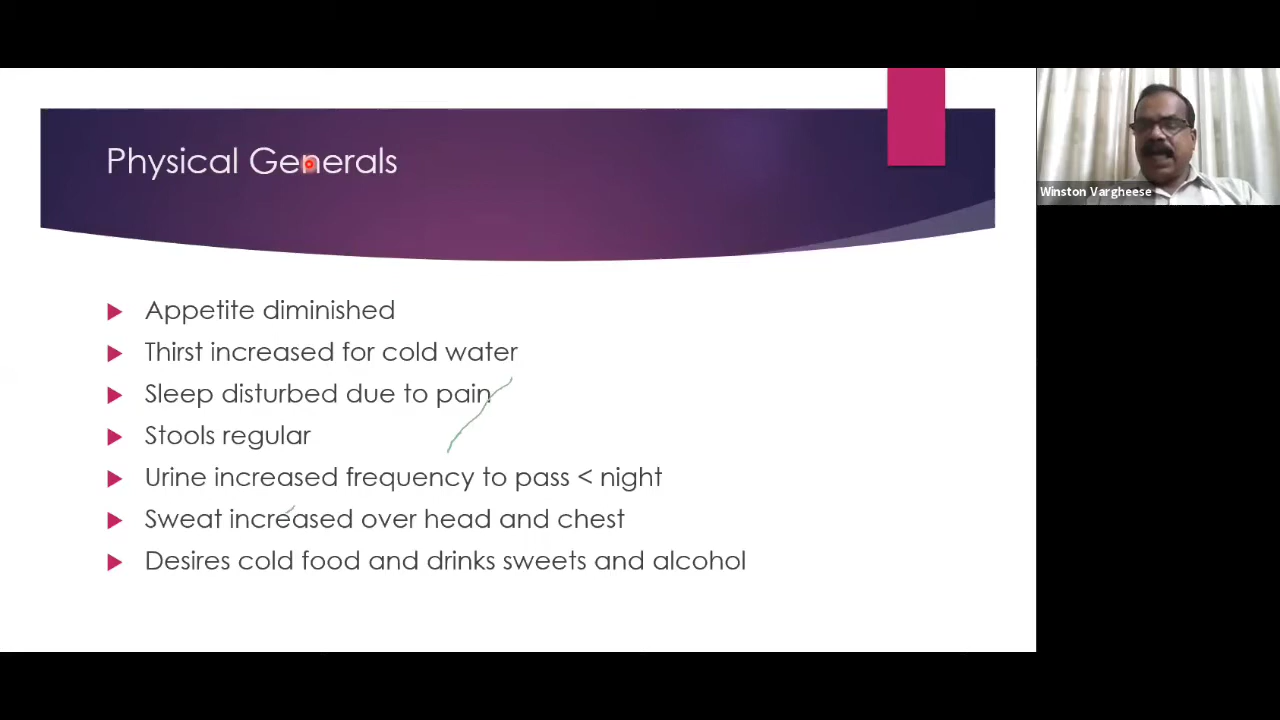 Physical Generals
Appetite diminished
Thirst increased for cold water
Sleep disturbed due to pain
Stools regular
Urine increased frequency to pass < night
Sweat increased over head and chest
Desires cold food and drinks sweets and alcohol
Winston Vargheese